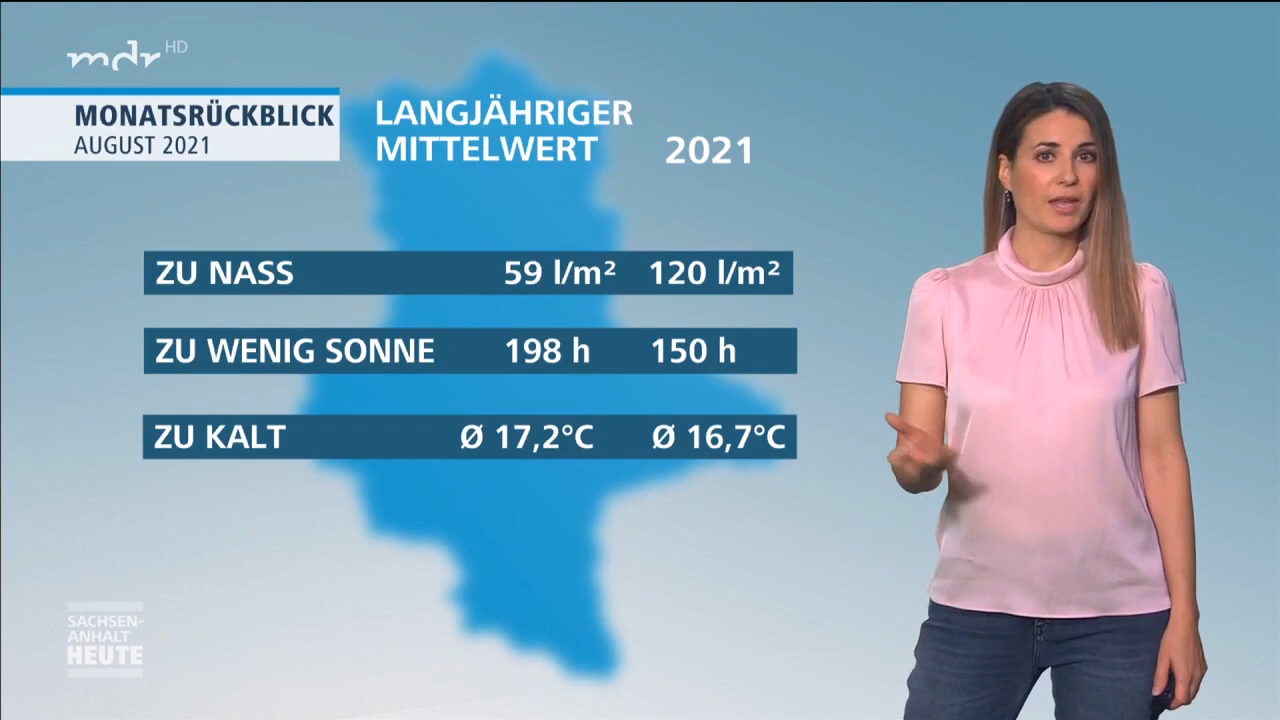 mdr HD
MONATSRÜCKBLICK
AUGUST 2021
LANGJÄHRIGER
MITTELWERT 2021
ZU NASS 59 l/m² 120 l/m²
ZU WENIG SONNE 198 h 150 h
ZU KALT Ø 17,2°C Ø 16,7°C
SACHSEN-
ANHALT
HEUTE